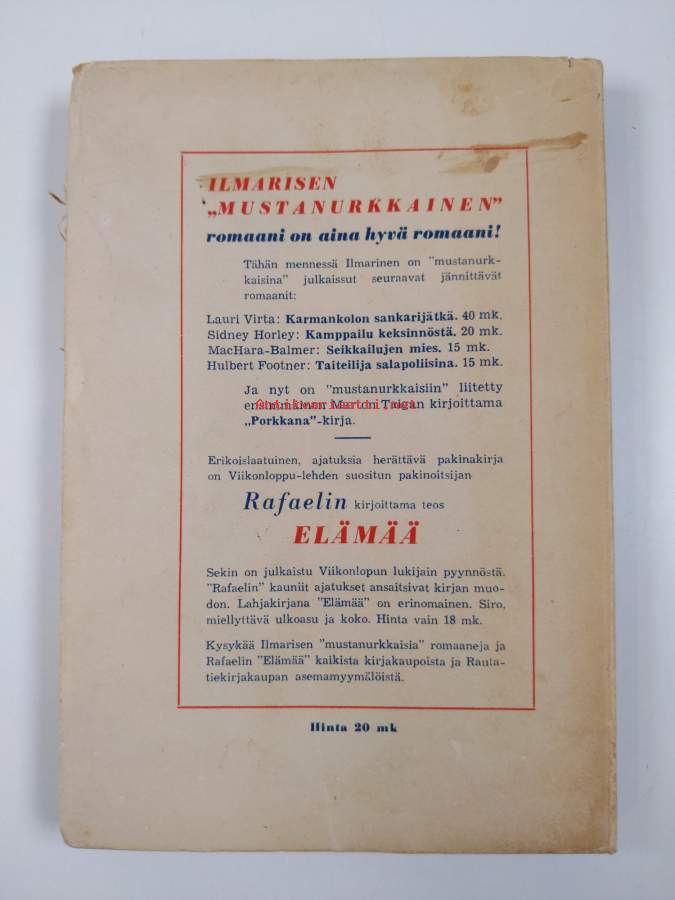 ILMARISEN
„MUSTANURKKAINEN"
romaani on aina hyvä romaani!
Tähän mennessä Ilmarinen on "mustanurk-
kaisina" julkaissut seuraavat jännittävät
romaanit:
Lauri Virta: Karmankolon sankarijätkä. 40 mk.
Sidney Horley: Kamppailu keksinnöstä. 20 mk.
MacHara-Balmer: Seikkailujen mies. 15 mk.
Hulbert Footner: Taiteilija salapoliisina. 15 mk.
Ja nyt on "mustanurkkaisiin" liitetty
ensimmäinen Marton kirjoittama
„Porkkana"-kirja.
Erikoislaatuinen, ajatuksia herättävä pakinakirja
on Viikonloppu-lehden suositun pakinoitsijan
Rafaelin kirjoittama teos
ELÄMÄÄ
Sekin on julkaistu Viikonlopun lukijain pyynnöstä.
"Rafaelin" kauniit ajatukset ansaitsivat kirjan muo-
don. Lahjakirjana "Elämää" on erinomainen. Siro,
miellyttävä ulkoasu ja koko. Hinta vain 18 mk.
Kysykää Ilmarisen "mustanurkkaisia" romaaneja ja
Rafaelin "Elämää" kaikista kirjakaupoista ja Rauta-
tiekirjakaupan asemamyymälöistä.
Hinta 20 mk